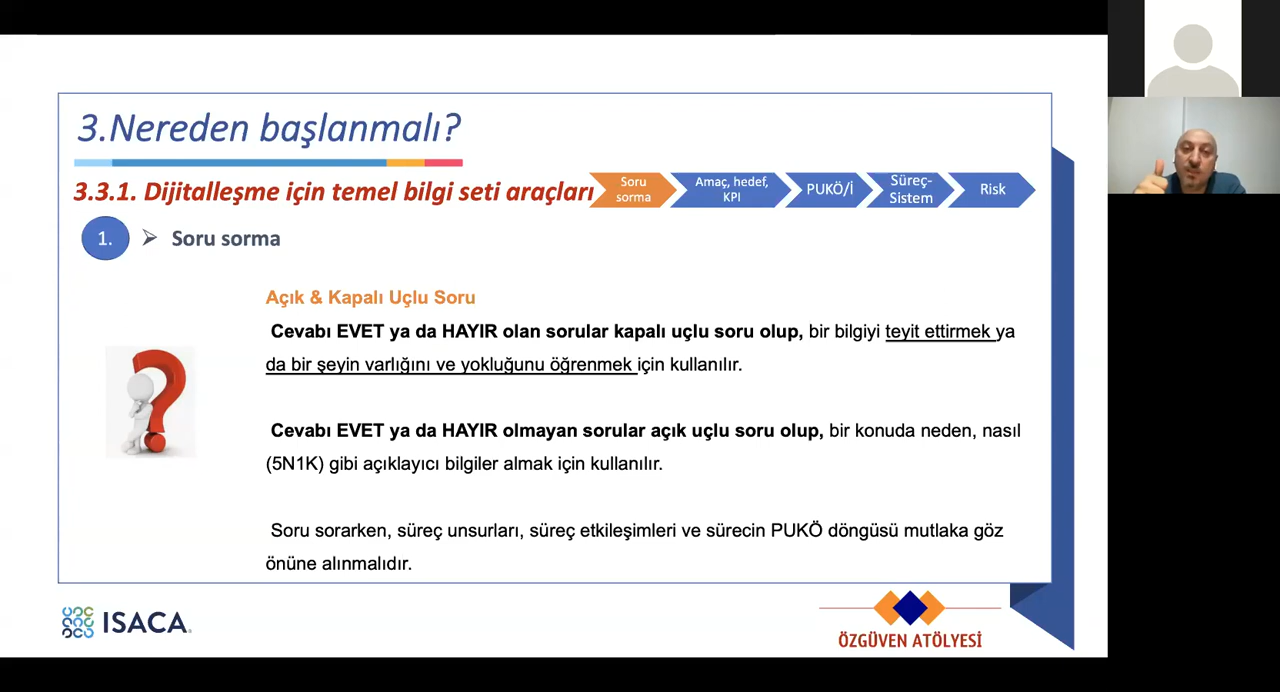 3.Nereden başlanmalı?
3.3.1. Dijitalleşme için temel bilgi seti araçları
Soru
sorma
Amaç, hedef,
KPI
PUKÖ/İ
Süreç-
Sistem
Risk
1.
➢ Soru sorma
Açık & Kapalı Uçlu Soru
Cevabı EVET ya da HAYIR olan sorular kapalı uçlu soru olup, bir bilgiyi teyit ettirmek ya
da bir şeyin varlığını ve yokluğunu öğrenmek için kullanılır.
Cevabı EVET ya da HAYIR olmayan sorular açık uçlu soru olup, bir konuda neden, nasıl
(5N1K) gibi açıklayıcı bilgiler almak için kullanılır.
Soru sorarken, süreç unsurları, süreç etkileşimleri ve sürecin PUKÖ döngüsü mutlaka göz
önüne alınmalıdır.
ISACA
ÖZGÜVEN ATÖLYESİ